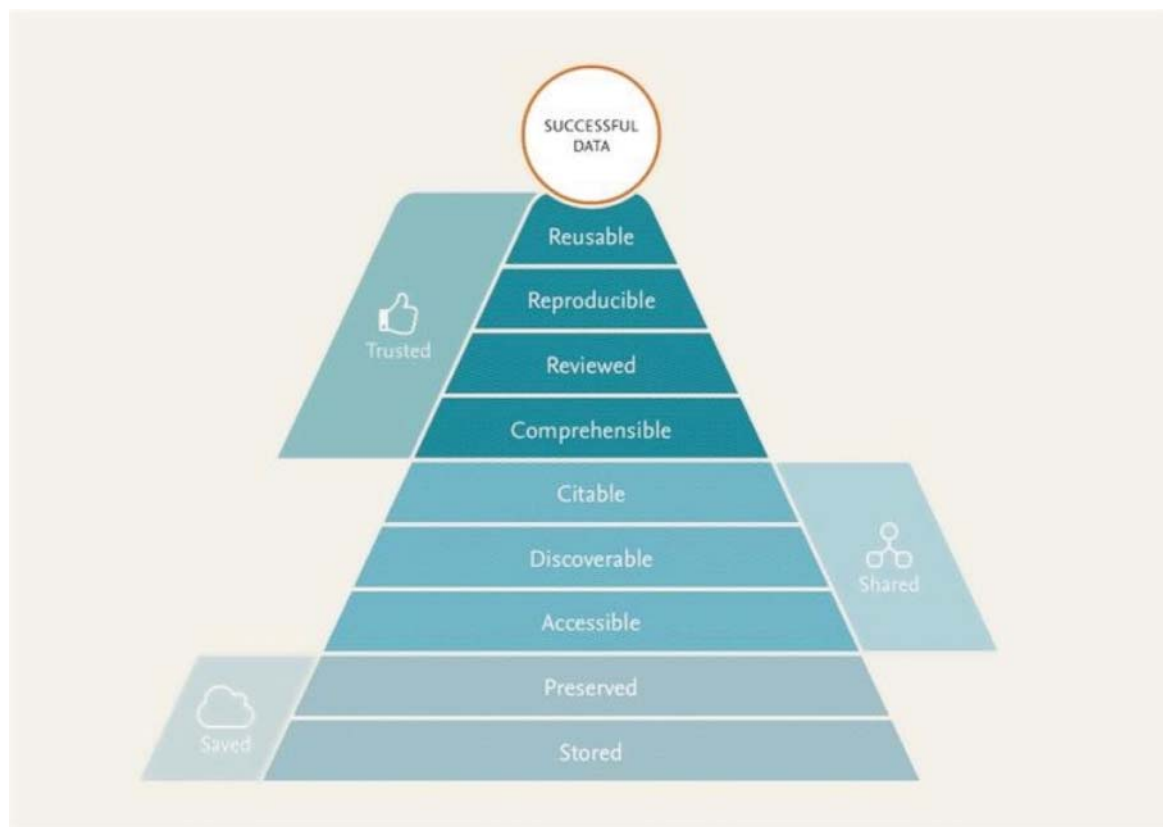 SUCCESSFUL
DATA
Reusable
Reproducible
Trusted
Reviewed
Comprehensible
Citable
Discoverable
Shared
Accessible
Preserved
Saved
Stored